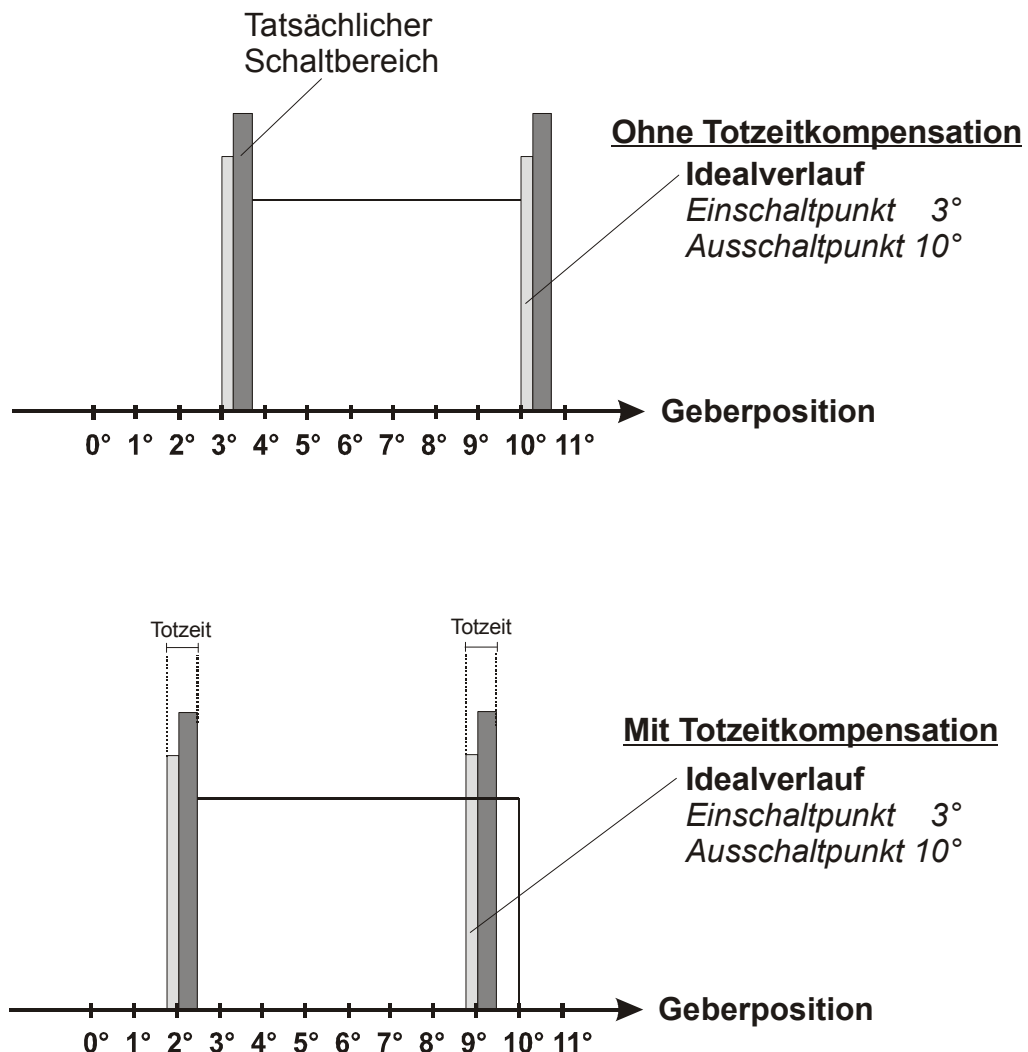 Tatsächlicher
Schaltbereich
Ohne Totzeitkompensation
Idealverlauf
Einschaltpunkt 3°
Ausschaltpunkt 10°
Geberposition
0° 1° 2° 3° 4° 5° 6° 7° 8° 9° 10° 11°
Totzeit Totzeit
Mit Totzeitkompensation
Idealverlauf
Einschaltpunkt 3°
Ausschaltpunkt 10°
Geberposition
0° 1° 2° 3° 4° 5° 6° 7° 8° 9° 10° 11°